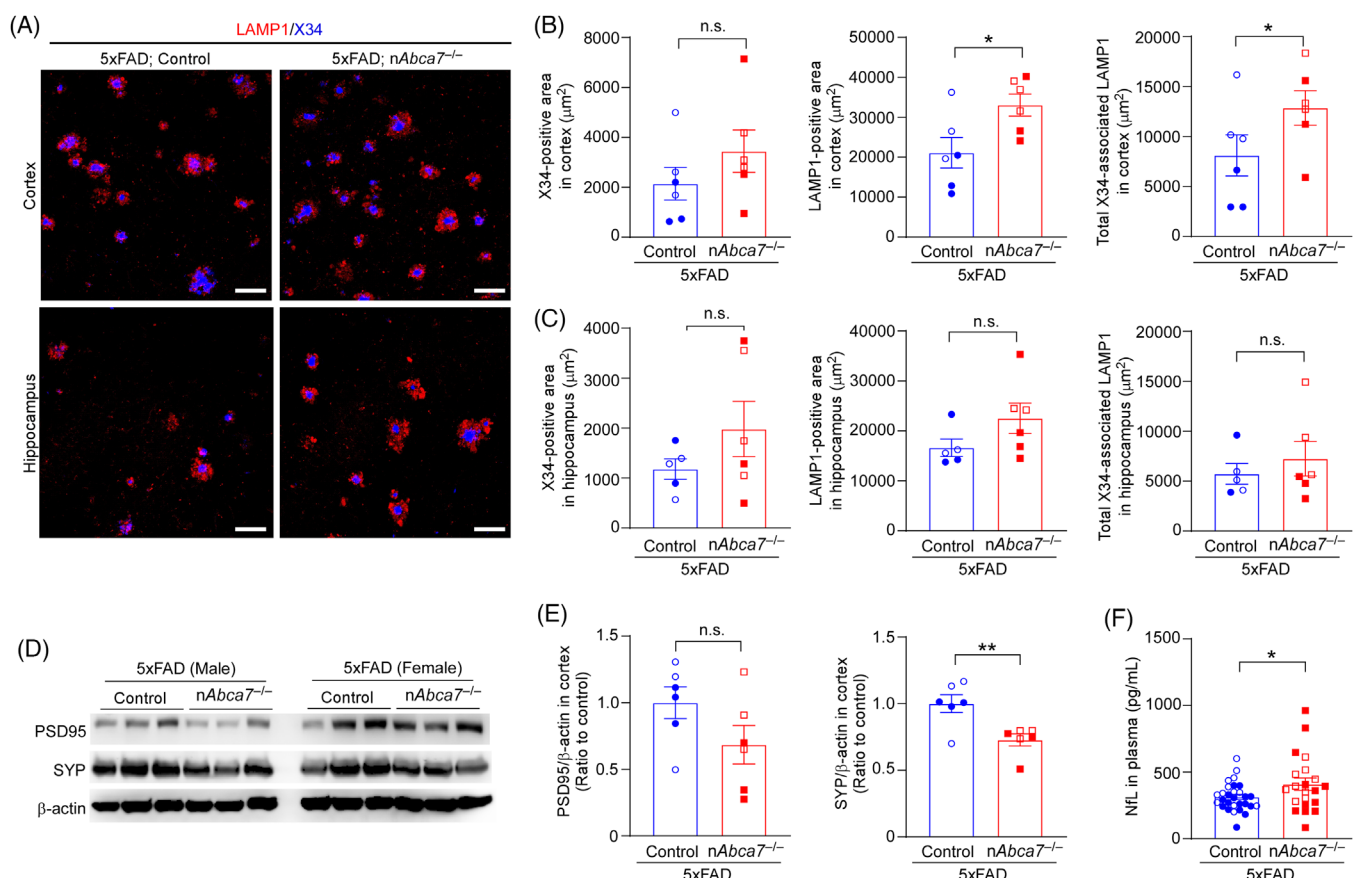 (A)
LAMP1/X34
5xFAD; Control
5xFAD; nAbca7–/–
Cortex
Hippocampus
(B)
X34-positive area
in cortex (μm2)
8000
6000
4000
2000
0
n.s.
Control nAbca7–/–
5xFAD
LAMP1-positive area
in cortex (μm2)
50000
40000
30000
20000
10000
0
*
Control nAbca7–/–
5xFAD
Total X34-associated LAMP1
in cortex (μm2)
20000
15000
10000
5000
0
*
Control nAbca7–/–
5xFAD
(C)
X34-positive area
in hippocampus (μm2)
4000
3000
2000
1000
0
n.s.
Control nAbca7–/–
5xFAD
LAMP1-positive area
in hippocampus (μm2)
40000
30000
20000
10000
0
n.s.
Control nAbca7–/–
5xFAD
Total X34-associated LAMP1
in hippocampus (μm2)
20000
15000
10000
5000
0
n.s.
Control nAbca7–/–
5xFAD
(D)
5xFAD (Male)
5xFAD (Female)
Control nAbca7–/–
Control nAbca7–/–
PSD95
SYP
β-actin
(E)
PSD95/β-actin in cortex
(Ratio to control)
1.5
1.0
0.5
0
n.s.
Control nAbca7–/–
5xFAD
SYP/β-actin in cortex
(Ratio to control)
1.5
1.0
0.5
0
**
Control nAbca7–/–
5xFAD
(F)
NfL in plasma (pg/mL)
1500
1000
500
0
*
Control nAbca7–/–
5xFAD